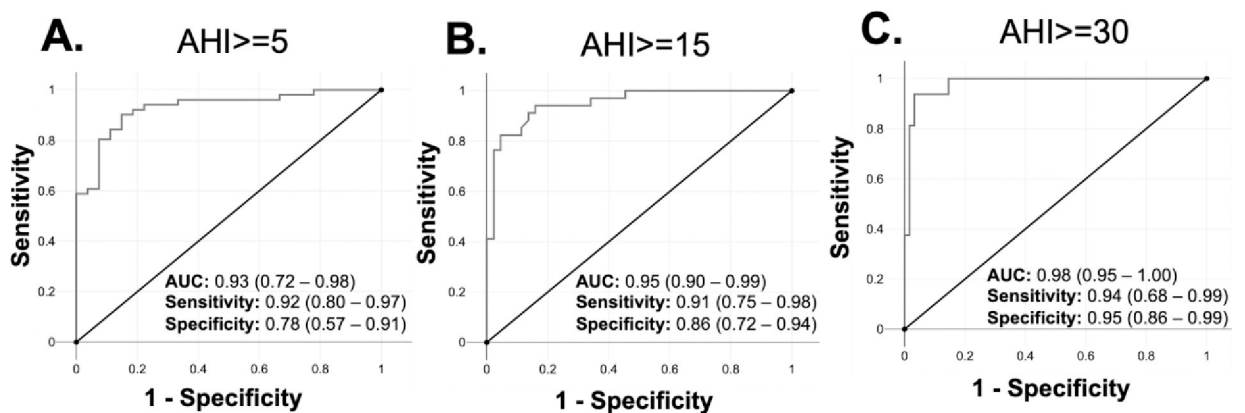 A.
AHI>=5
Sensitivity
1
0.8
0.6
0.4
0.2
0
AUC: 0.93 (0.72 – 0.98)
Sensitivity: 0.92 (0.80 – 0.97)
Specificity: 0.78 (0.57 – 0.91)
0 0.2 0.4 0.6 0.8 1
1 - Specificity
B.
AHI>=15
Sensitivity
1
0.8
0.6
0.4
0.2
0
AUC: 0.95 (0.90 – 0.99)
Sensitivity: 0.91 (0.75 – 0.98)
Specificity: 0.86 (0.72 – 0.94)
0 0.2 0.4 0.6 0.8 1
1 - Specificity
C.
AHI>=30
Sensitivity
1
0.8
0.6
0.4
0.2
0
AUC: 0.98 (0.95 – 1.00)
Sensitivity: 0.94 (0.68 – 0.99)
Specificity: 0.95 (0.86 – 0.99)
0 0.2 0.4 0.6 0.8 1
1 - Specificity